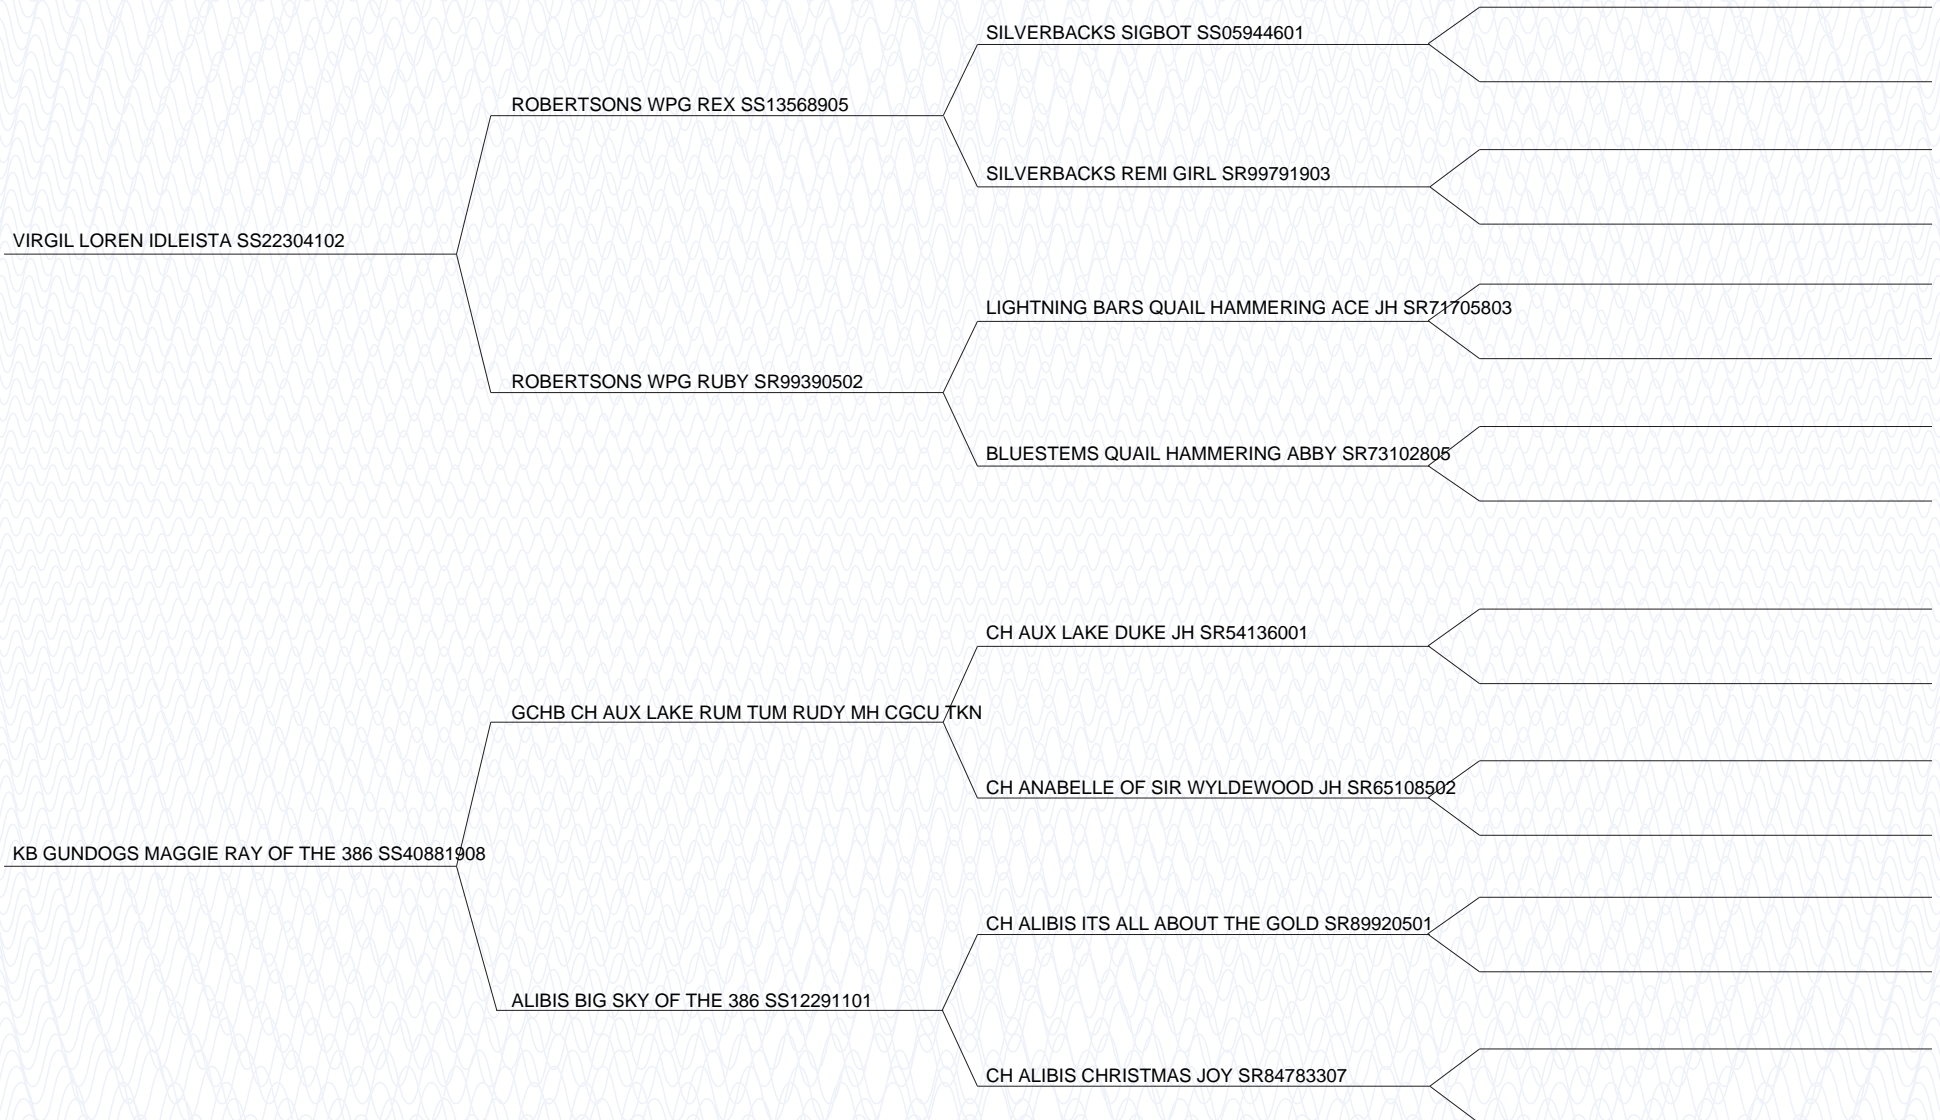 SILVERBACKS SIGBOT SS05944601
ROBERTSONS WPG REX SS13568905
SILVERBACKS REMI GIRL SR99791903
VIRGIL LOREN IDLEISTA SS22304102
LIGHTNING BARS QUAIL HAMMERING ACE JH SR71705803
ROBERTSONS WPG RUBY SR99390502
BLUESTEMS QUAIL HAMMERING ABBY SR73102805
CH AUX LAKE DUKE JH SR54136001
GCHB CH AUX LAKE RUM TUM RUDY MH CGCU TKN
CH ANABELLE OF SIR WYLDEWOOD JH SR65108502
KB GUNDOGS MAGGIE RAY OF THE 386 SS40881908
CH ALIBIS ITS ALL ABOUT THE GOLD SR89920501
ALIBIS BIG SKY OF THE 386 SS12291101
CH ALIBIS CHRISTMAS JOY SR84783307